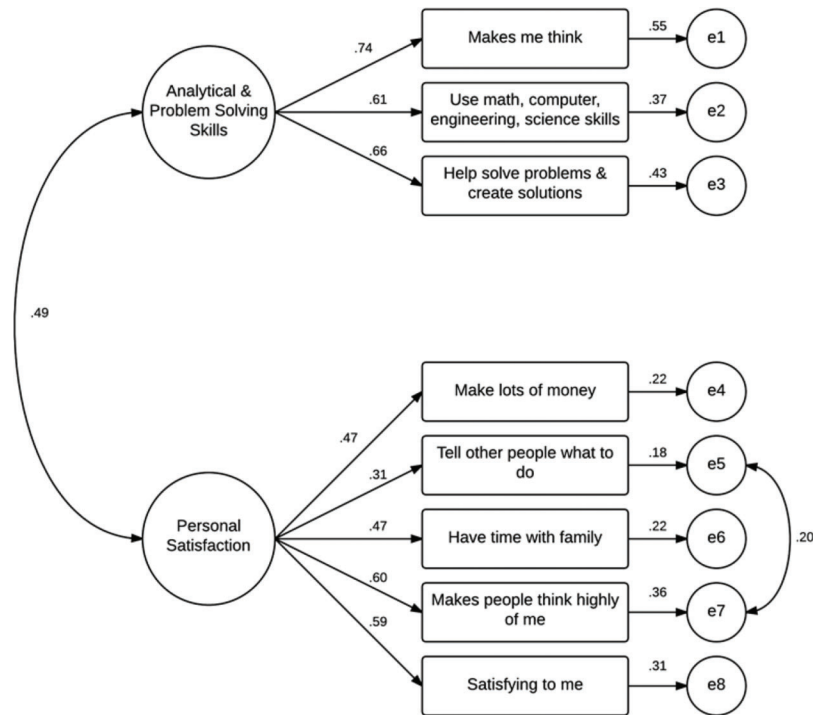 .74
Makes me think
.55
e1
Analytical &
Problem Solving
Skills
.61
Use math, computer,
engineering, science skills
.37
e2
.66
Help solve problems &
create solutions
.43
e3
.49
Make lots of money
.22
e4
.47
Tell other people what to
do
.18
e5
.31
Personal
Satisfaction
.47
Have time with family
.22
e6
.20
.60
Makes people think highly
of me
.36
e7
.59
Satisfying to me
.31
e8